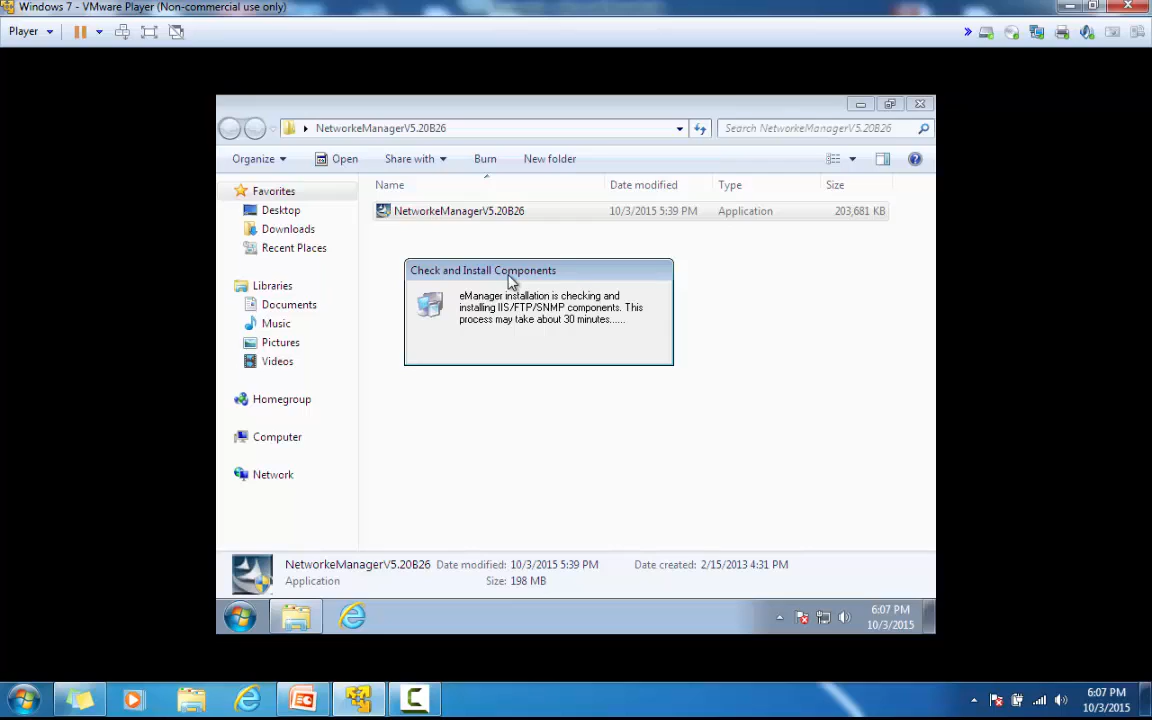 Windows 7 - VMware Player (Non-commercial use only)
Player
NetworkeManagerV5.20B26
Search NetworkeManagerV5.20B26
Organize
Open
Share with
Burn
New folder
Name
Date modified
Type
Size
Favorites
Desktop
Downloads
Recent Places
Libraries
Documents
Music
Pictures
Videos
Homegroup
Computer
Network
NetworkeManagerV5.20B26
10/3/2015 5:39 PM
Application
203,681 KB
Check and Install Components
eManager installation is checking and
installing IIS/FTP/SNMP components. This
process may take about 30 minutes......
NetworkeManagerV5.20B26
Date modified: 10/3/2015 5:39 PM
Date created: 2/15/2013 4:31 PM
Application
Size: 198 MB
6:07 PM
10/3/2015
6:07 PM
10/3/2015